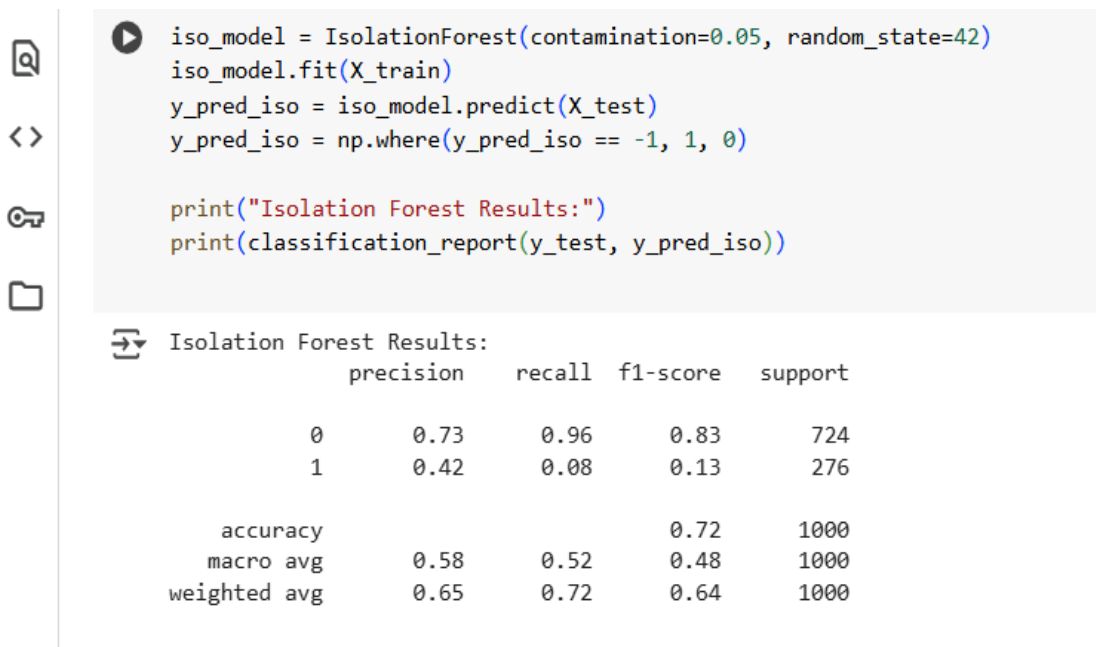 iso_model = IsolationForest(contamination=0.05, random_state=42)
iso_model.fit(X_train)
y_pred_iso = iso_model.predict(X_test)
y_pred_iso = np.where(y_pred_iso == -1, 1, 0)
print("Isolation Forest Results:")
print(classification_report(y_test, y_pred_iso))
Isolation Forest Results:
precision recall f1-score support
0 0.73 0.96 0.83 724
1 0.42 0.08 0.13 276
accuracy 0.72 1000
macro avg 0.58 0.52 0.48 1000
weighted avg 0.65 0.72 0.64 1000